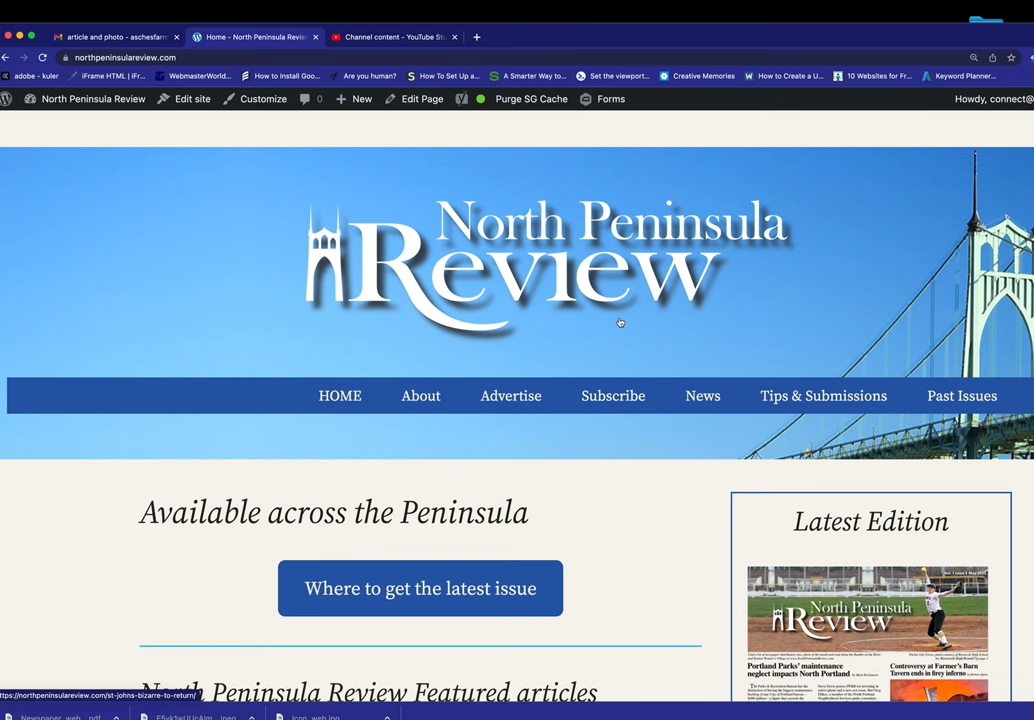 article and photo - aschesfarm
Home - North Peninsula Revie
Channel content - YouTube Stu
northpeninsulareview.com
adobe - kuler
iFrame HTML | iFr...
WebmasterWorld...
How to Install Goo...
Are you human?
How To Set Up a...
A Smarter Way to...
Set the viewport...
Creative Memories
How to Create a U...
10 Websites for Fr...
Keyword Planner...
North Peninsula Review
Edit site
Customize
0
New
Edit Page
Purge SG Cache
Forms
Howdy, connect@
North Peninsula
Review
HOME
About
Advertise
Subscribe
News
Tips & Submissions
Past Issues
Available across the Peninsula
Where to get the latest issue
North Peninsula Review Featured articles
Latest Edition
North Peninsula
Review
Portland Parks' maintenance
neglect impacts North Portland
Controversy at Farmer's Barn
Tavern ends in firey inferno
https://northpeninsulareview.com/st-johns-bizarre-to-return/
Newspaper_web_.pdf
Icon_web.jpg